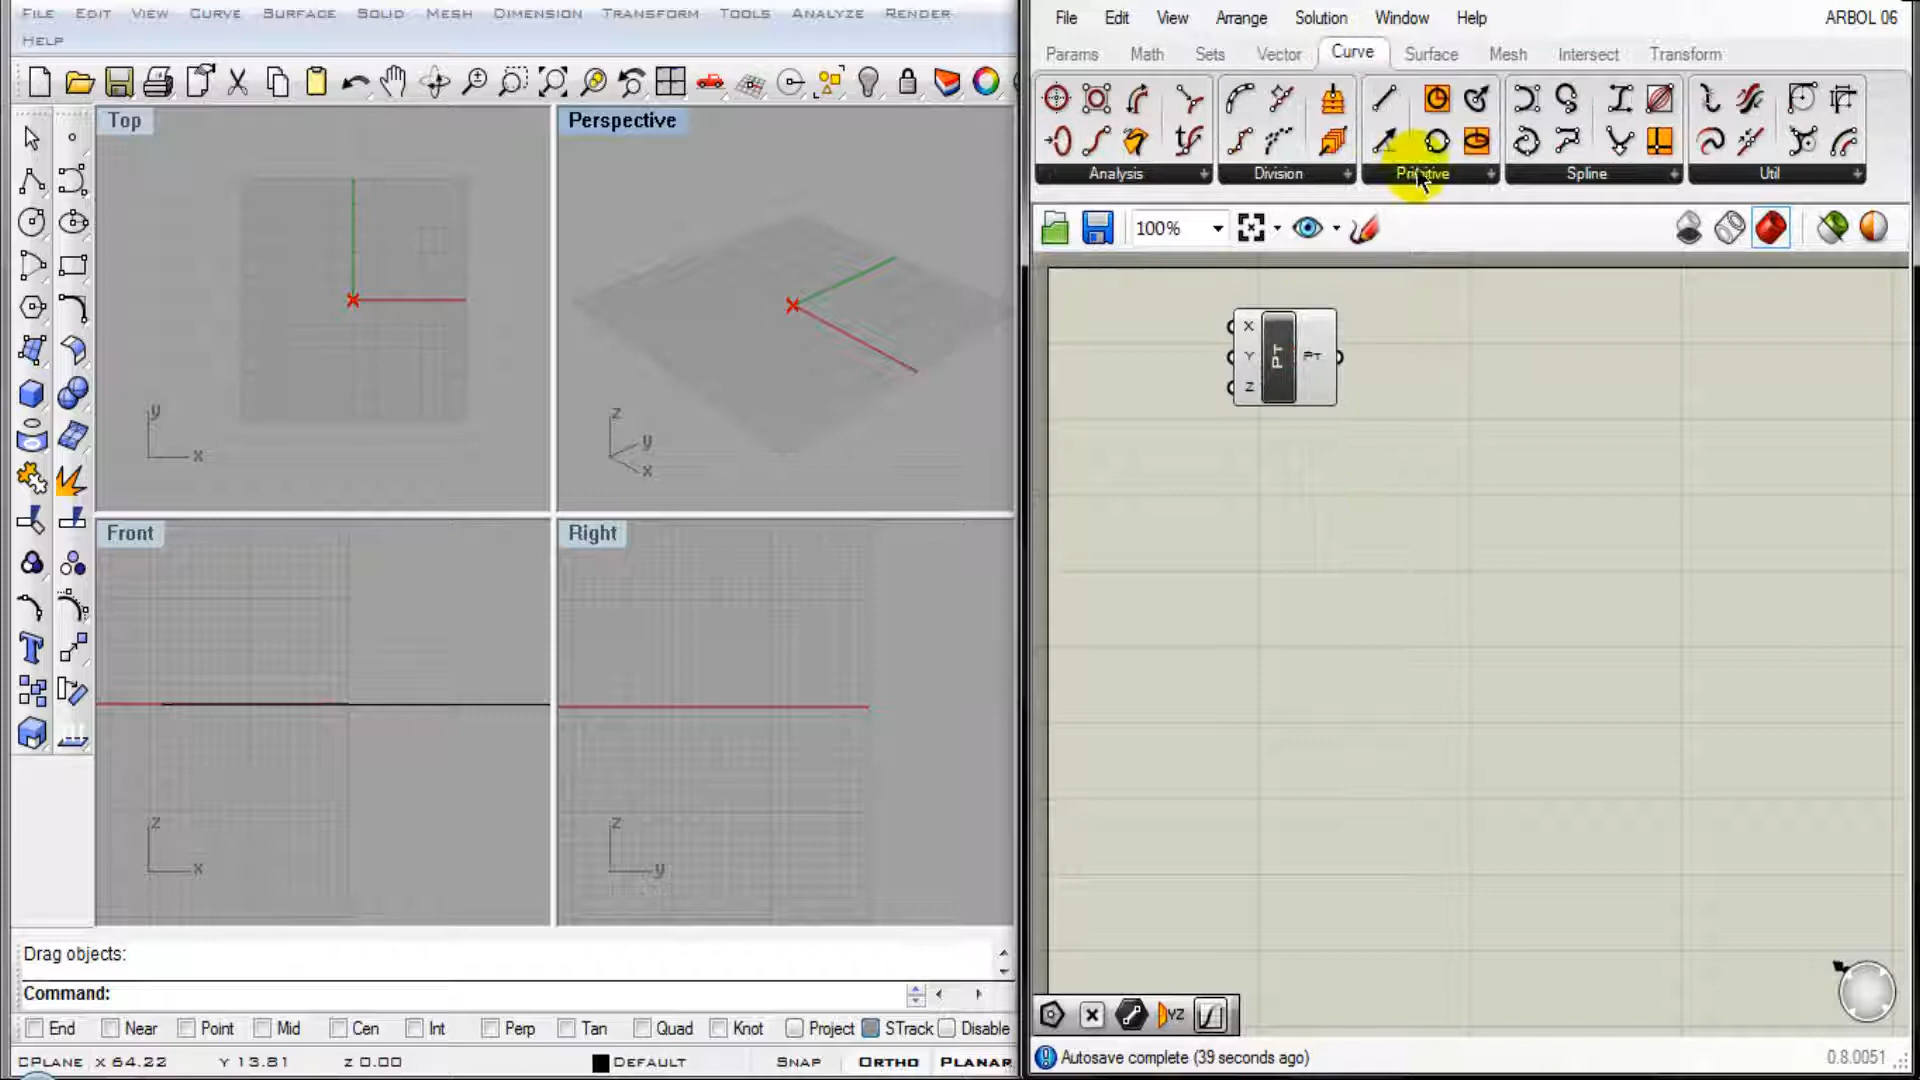 FILE EDIT VIEW CURVE SURFACE SOLID MESH DIMENSION TRANSFORM TOOLS ANALYZE RENDER
HELP
Top
Perspective
y
x
z
y
x
Front
Right
z
x
z
y
Drag objects:
Command:
End Near Point Mid Cen Int Perp Tan Quad Knot Project STrack Disable
CPLANE X 64.22 Y 13.81 Z 0.00 DEFAULT SNAP ORTHO PLANAR
File Edit View Arrange Solution Window Help ARBOL 06
Params Math Sets Vector Curve Surface Mesh Intersect Transform
Analysis Division Primitive Spline Util
100%
X
Y PT PT
Z
YZ
Autosave complete (39 seconds ago) 0.8.0051